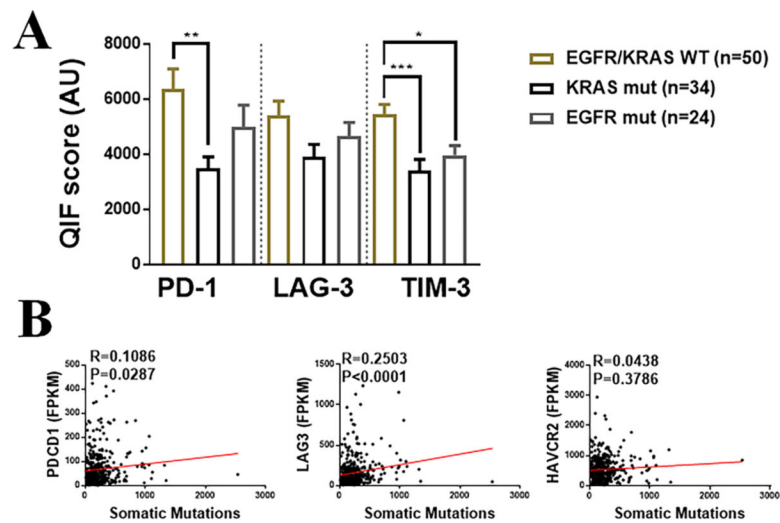 A
8000
6000
4000
2000
0
QIF score (AU)
**
***
*
PD-1 LAG-3 TIM-3
EGFR/KRAS WT (n=50)
KRAS mut (n=34)
EGFR mut (n=24)
B
R=0.1086
P=0.0287
PDCD1 (FPKM)
500
400
300
200
100
0
0 1000 2000 3000
Somatic Mutations
R=0.2503
P<0.0001
LAG3 (FPKM)
1500
1000
500
0
0 1000 2000 3000
Somatic Mutations
R=0.0438
P=0.3786
HAVCR2 (FPKM)
4000
3000
2000
1000
0
0 1000 2000 3000
Somatic Mutations